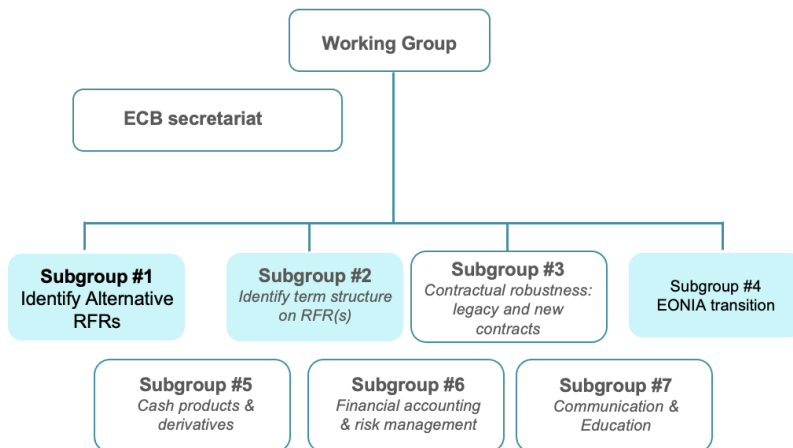 Working Group
ECB secretariat
Subgroup #1
Identify Alternative
RFRs
Subgroup #2
Identify term structure
on RFR(s)
Subgroup #3
Contractual robustness:
legacy and new
contracts
Subgroup #4
EONIA transition
Subgroup #5
Cash products &
derivatives
Subgroup #6
Financial accounting
& risk management
Subgroup #7
Communication &
Education